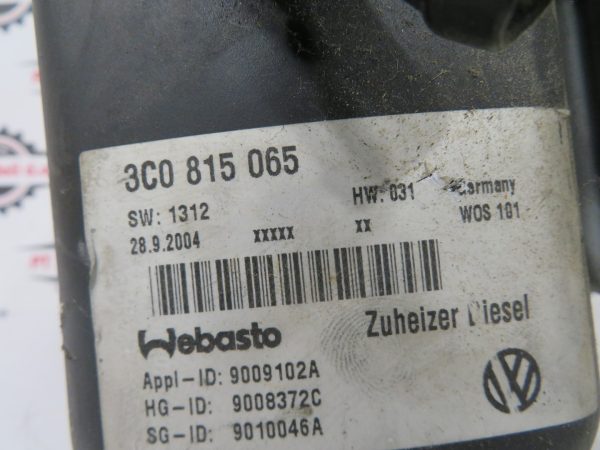 3C0 815 065
SW: 1312 HW: 031 Germany
28.9.2004 XXXXX XX WOS 101
Webasto Zuheizer Diesel
Appl-ID: 9009102A
HG-ID: 9008372C
SG-ID: 9010046A